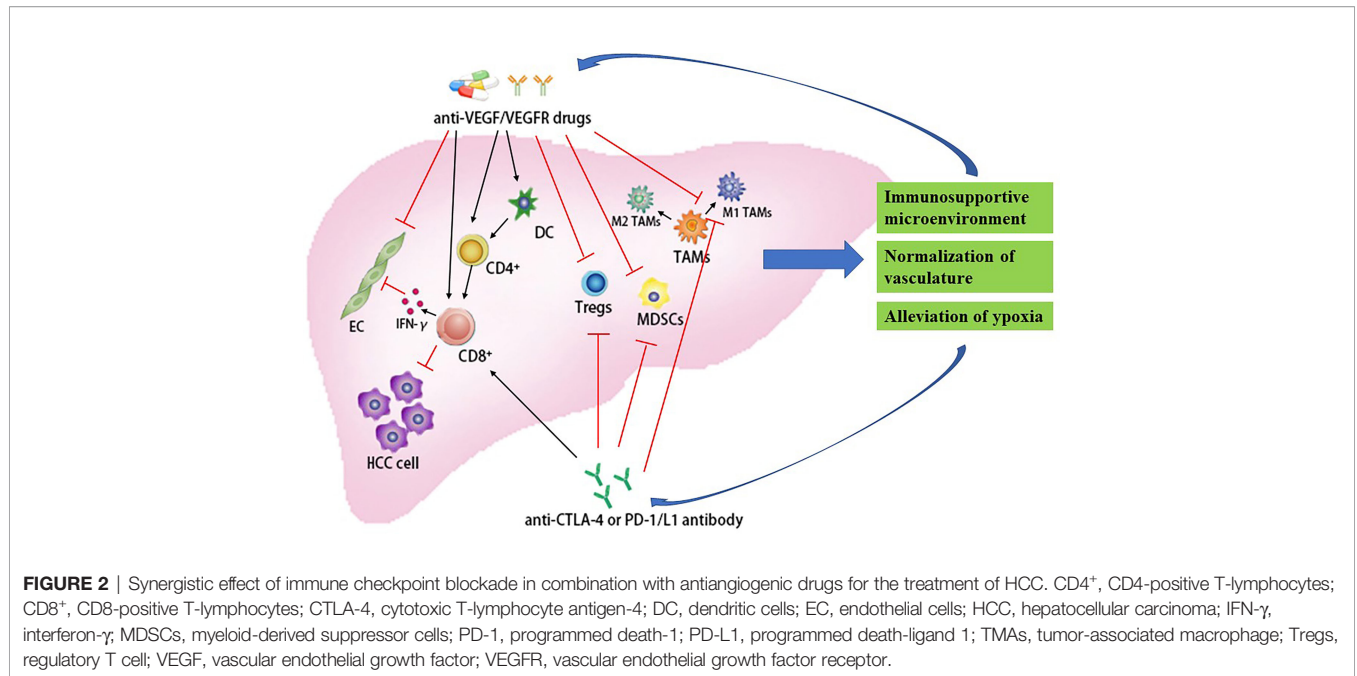 anti-VEGF/VEGFR drugs
Immunosupportive
microenvironment
M2 TAMs
M1 TAMs
DC
TAMs
Normalization of
vasculature
CD4⁺
Tregs
MDSCs
EC
IFN-γ
Alleviation of ypoxia
CD8⁺
HCC cell
anti-CTLA-4 or PD-1/L1 antibody
FIGURE 2 | Synergistic effect of immune checkpoint blockade in combination with antiangiogenic drugs for the treatment of HCC. CD4⁺, CD4-positive T-lymphocytes;
CD8⁺, CD8-positive T-lymphocytes; CTLA-4, cytotoxic T-lymphocyte antigen-4; DC, dendritic cells; EC, endothelial cells; HCC, hepatocellular carcinoma; IFN-γ,
interferon-γ; MDSCs, myeloid-derived suppressor cells; PD-1, programmed death-1; PD-L1, programmed death-ligand 1; TMAs, tumor-associated macrophage; Tregs,
regulatory T cell; VEGF, vascular endothelial growth factor; VEGFR, vascular endothelial growth factor receptor.